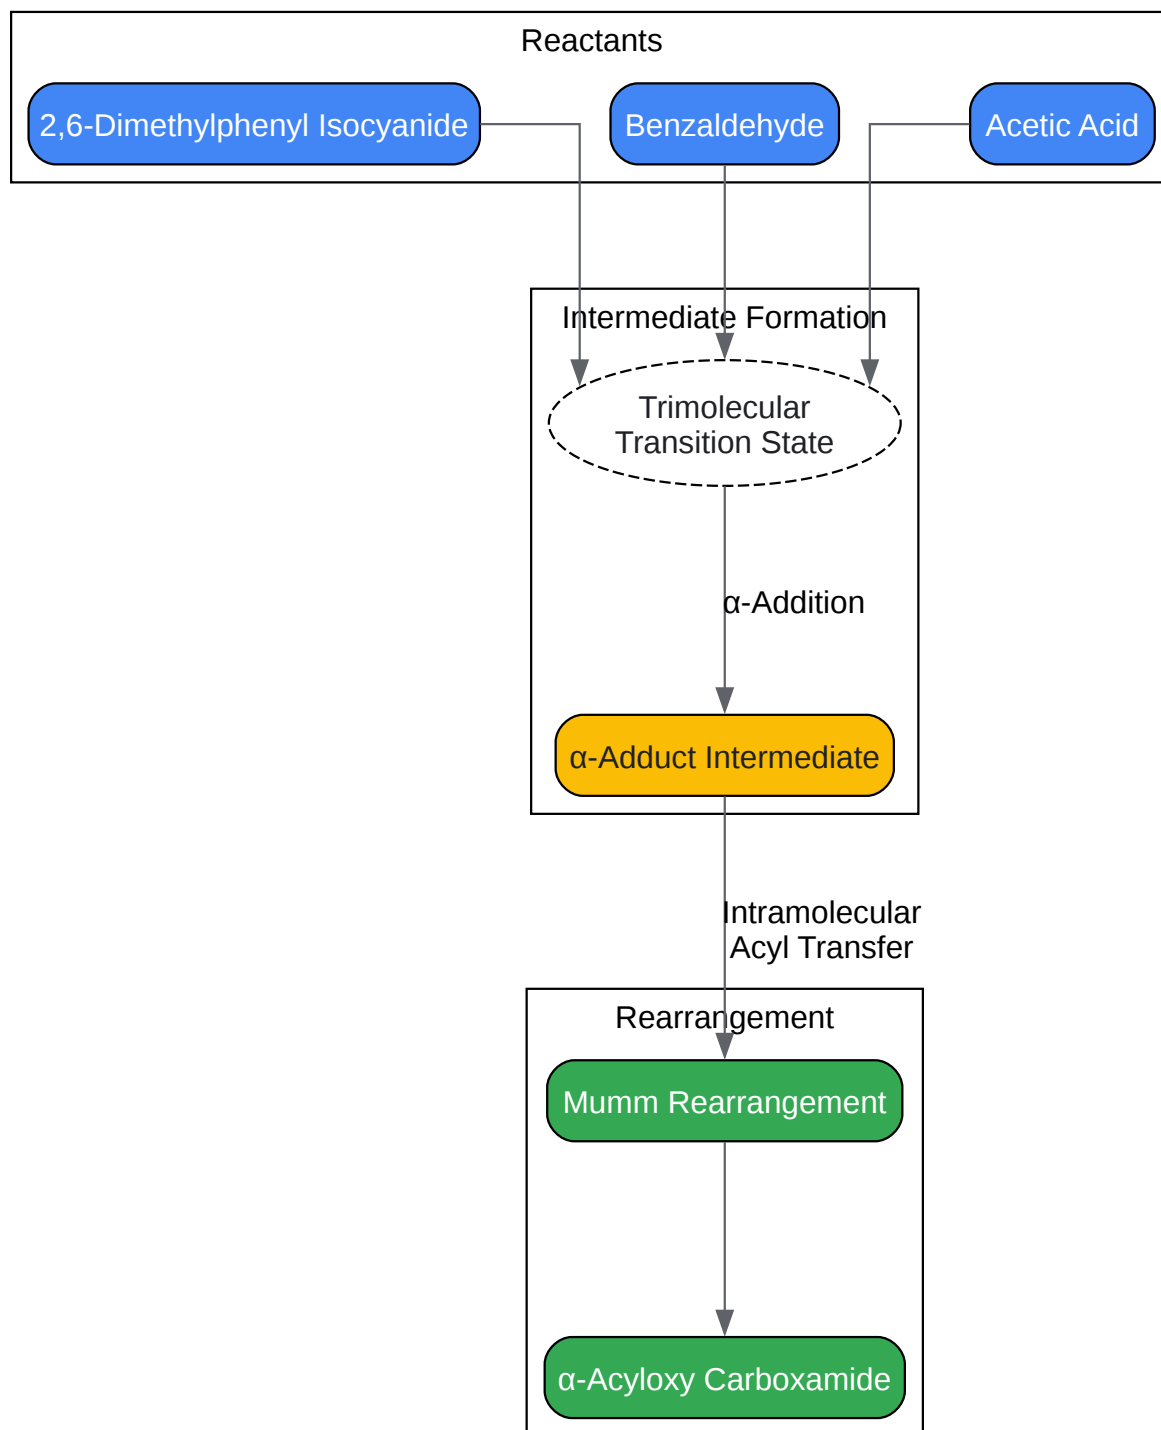 Reactants
2,6-Dimethylphenyl Isocyanide
Benzaldehyde
Acetic Acid
Intermediate Formation
Trimolecular
Transition State
α-Addition
α-Adduct Intermediate
Intramolecular
Acyl Transfer
Rearrangement
Mumm Rearrangement
α-Acyloxy Carboxamide